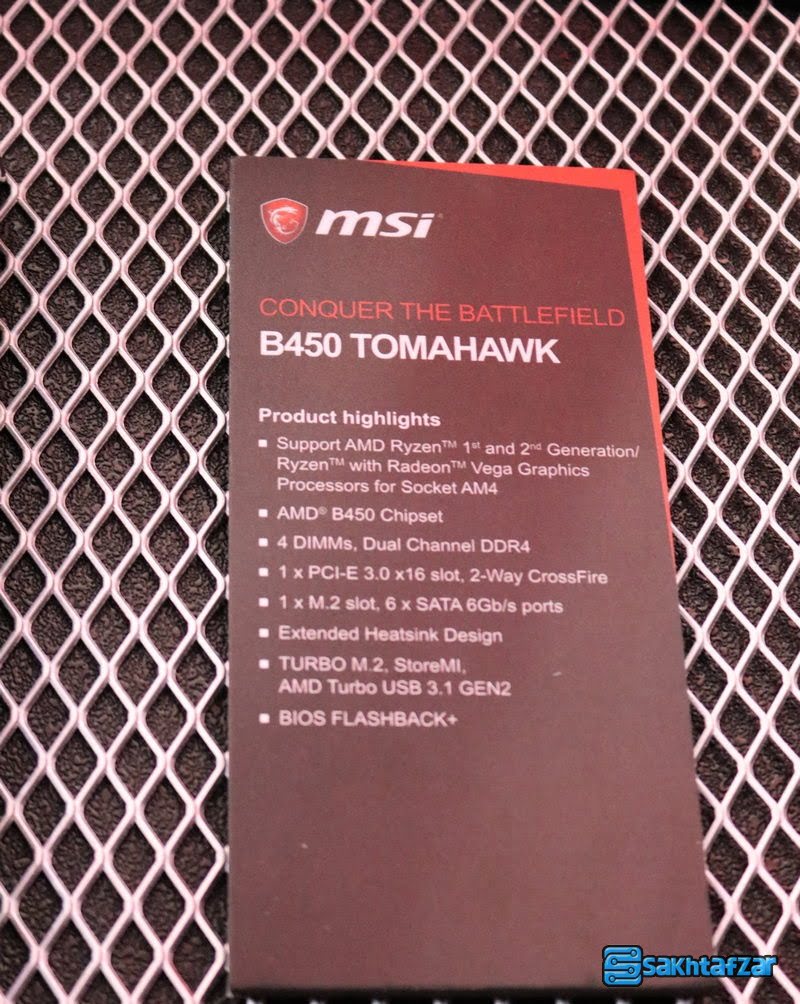 msi
CONQUER THE BATTLEFIELD
B450 TOMAHAWK
Product highlights
▪ Support AMD Ryzen™ 1st and 2nd Generation/
Ryzen™ with Radeon™ Vega Graphics
Processors for Socket AM4
▪ AMD® B450 Chipset
▪ 4 DIMMs, Dual Channel DDR4
▪ 1 x PCI-E 3.0 x16 slot, 2-Way CrossFire
▪ 1 x M.2 slot, 6 x SATA 6Gb/s ports
▪ Extended Heatsink Design
▪ TURBO M.2, StoreMI,
AMD Turbo USB 3.1 GEN2
▪ BIOS FLASHBACK+
sakhtafzar